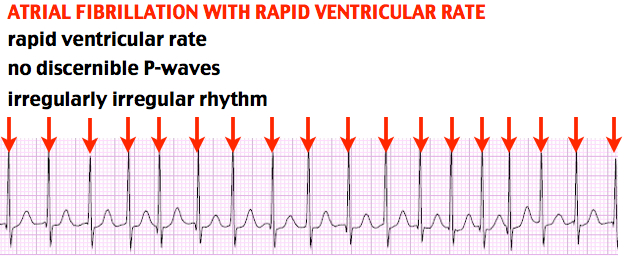 ATRIAL FIBRILLATION WITH RAPID VENTRICULAR RATE
rapid ventricular rate
no discernible P-waves
irregularly irregular rhythm